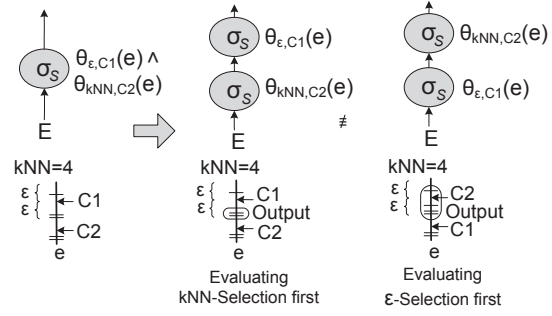 σS
θε,C1(e) ∧
θkNN,C2(e)
E
kNN=4
ε
ε
C1
C2
e
σS
θε,C1(e)
σS
θkNN,C2(e)
E
≢
kNN=4
ε
ε
C1
Output
C2
e
Evaluating
kNN-Selection first
σS
θkNN,C2(e)
σS
θε,C1(e)
E
kNN=4
ε
ε
C2
Output
C1
e
Evaluating
ε-Selection first